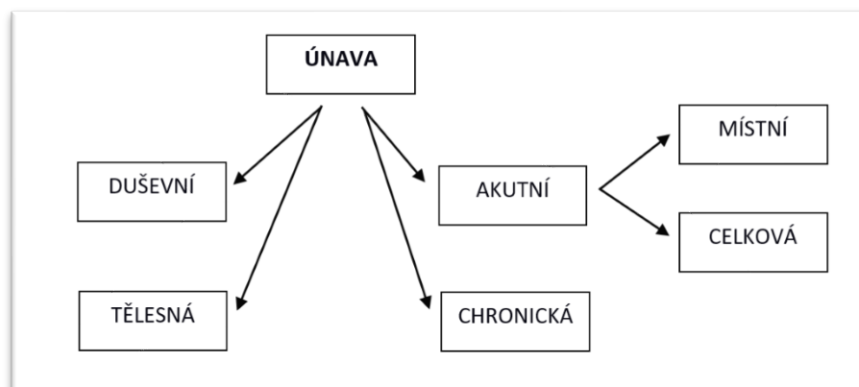 ÚNAVA
MÍSTNÍ
DUŠEVNÍ
AKUTNÍ
CELKOVÁ
TĚLESNÁ
CHRONICKÁ